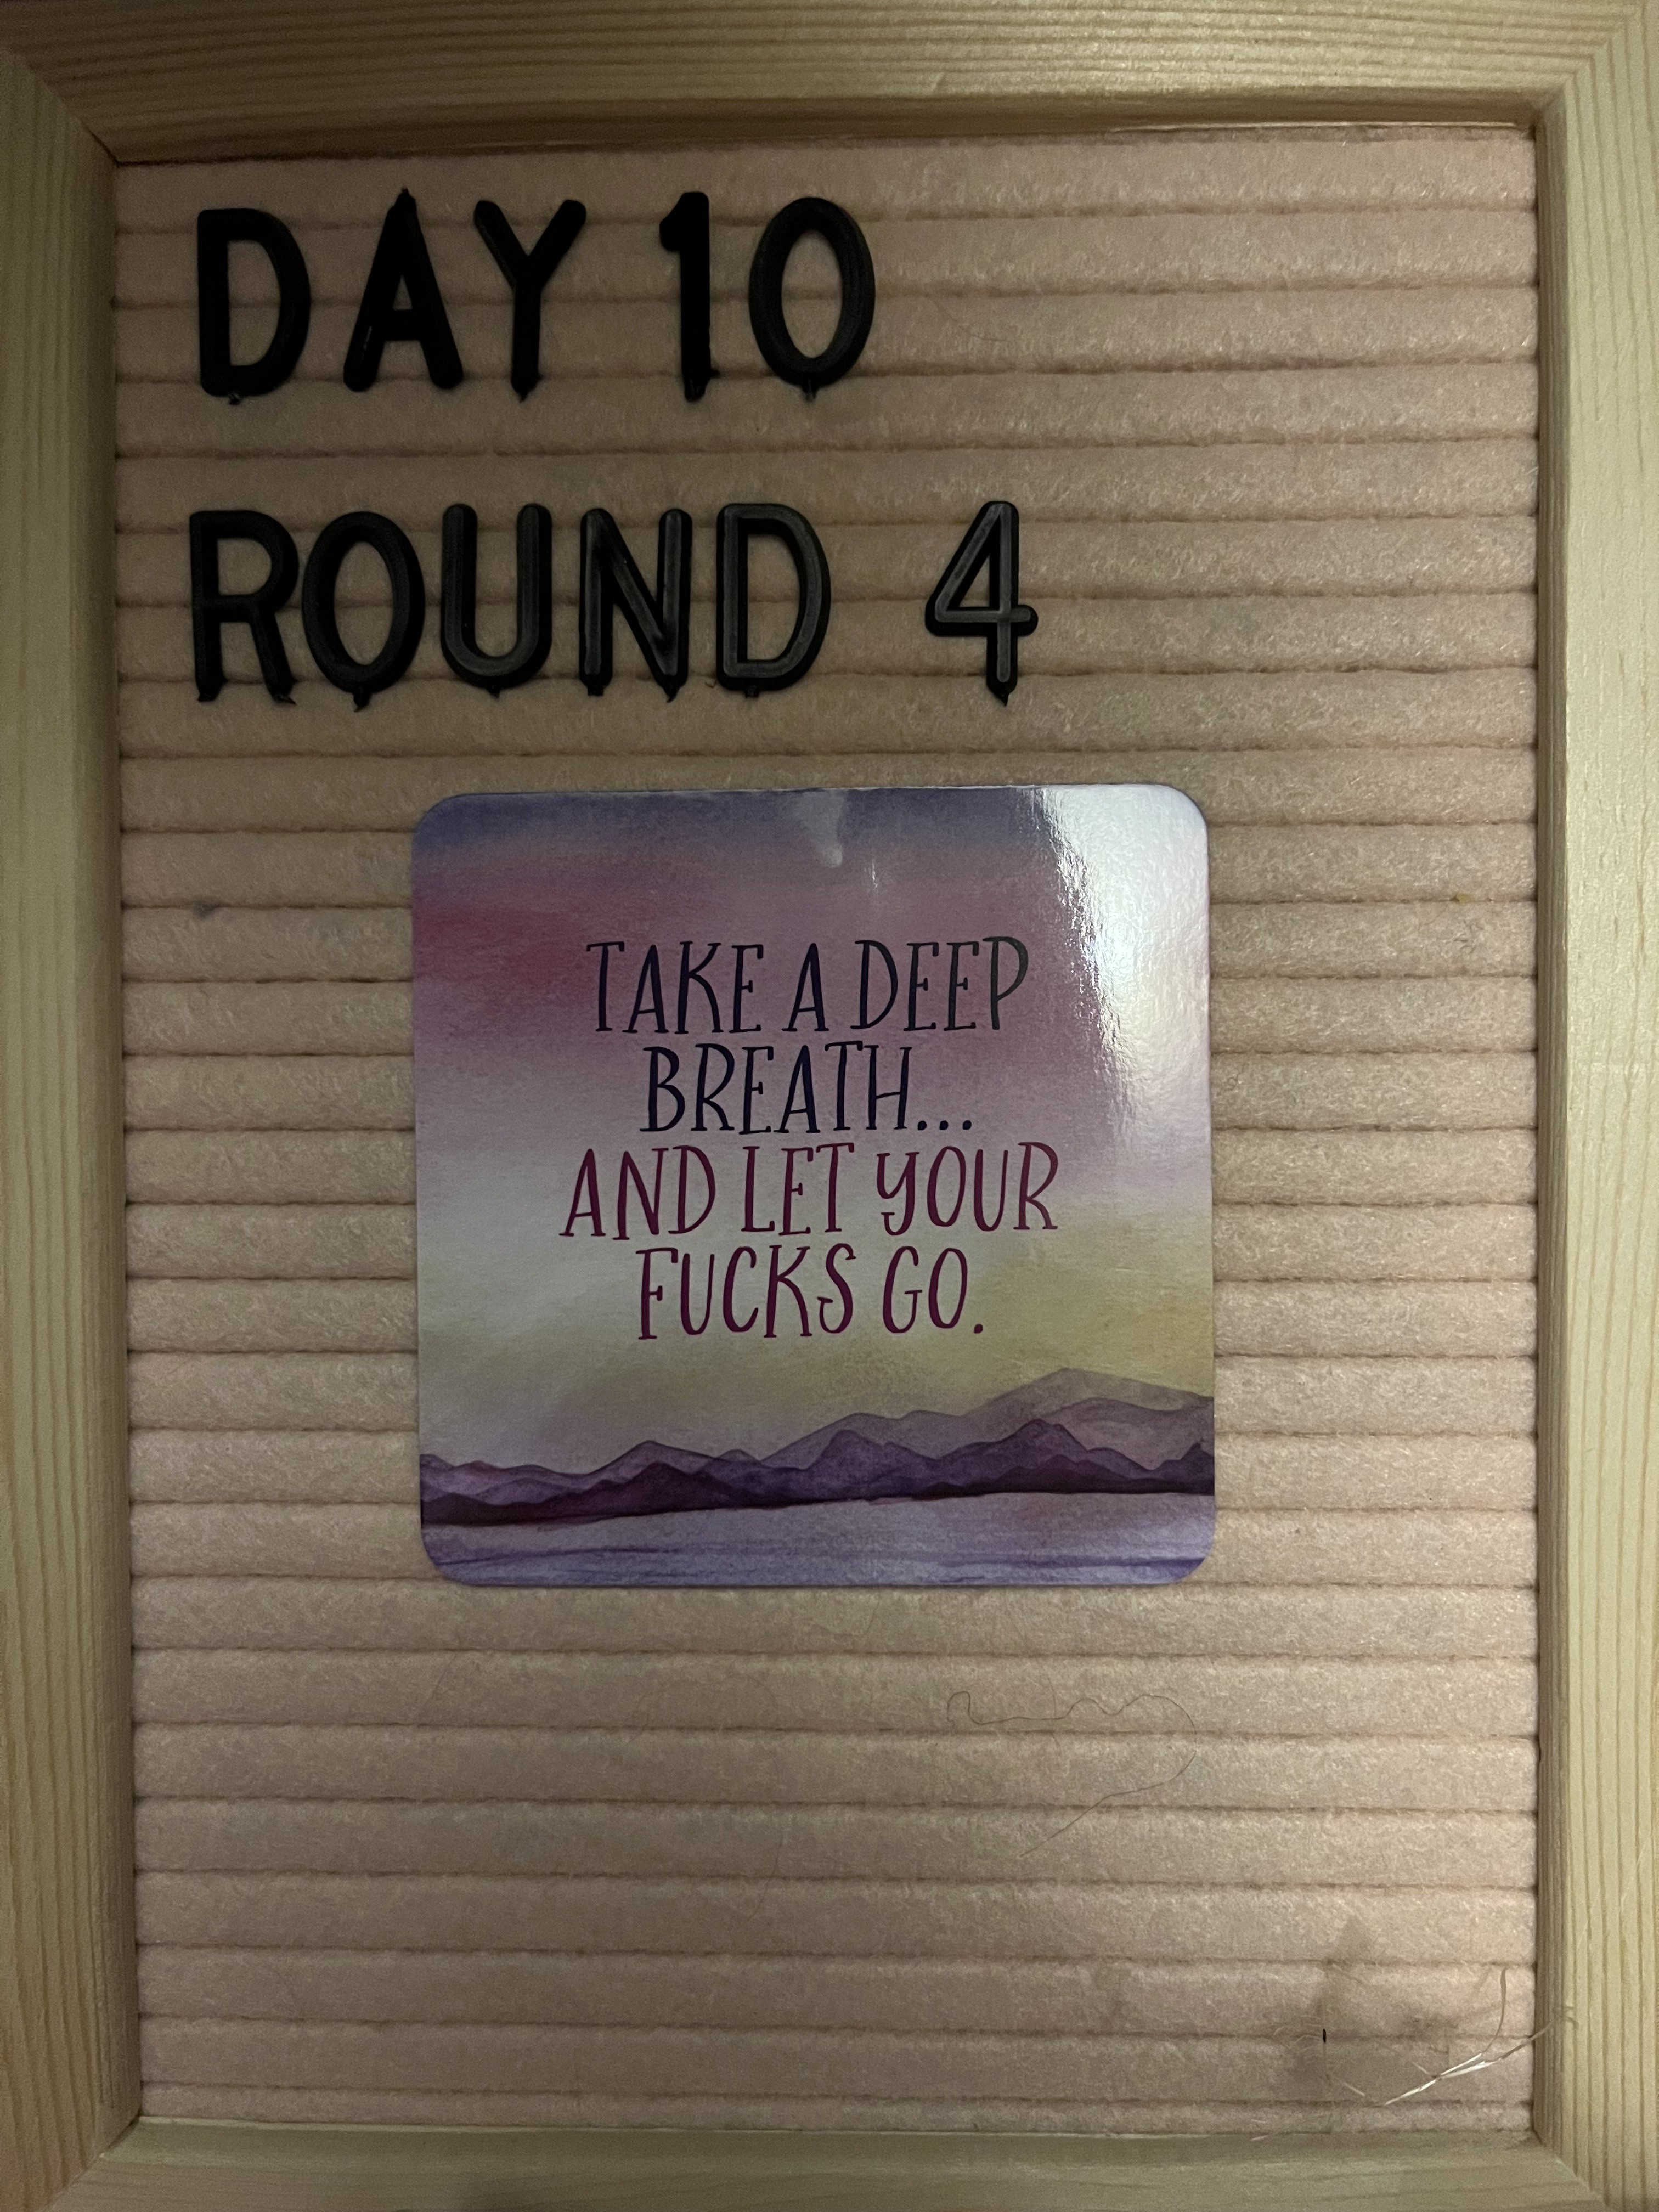 DAY 10
ROUND 4
TAKE A DEEP
BREATH...
AND LET YOUR
FUCKS GO.